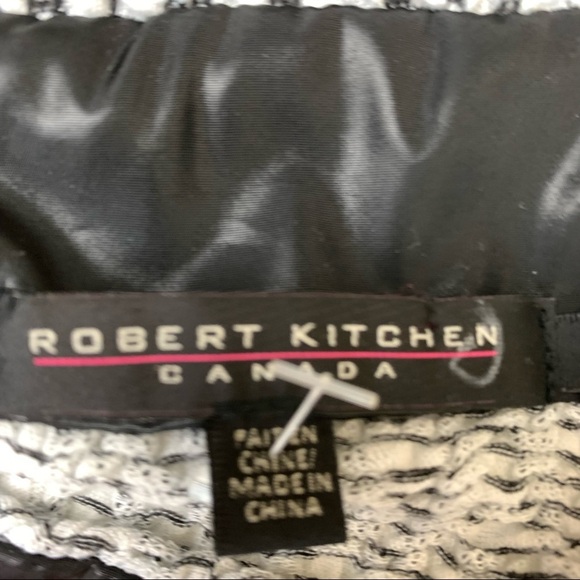 ROBERT KITCHEN
CANADA
FAIT EN
CHINE/
MADE IN
CHINA